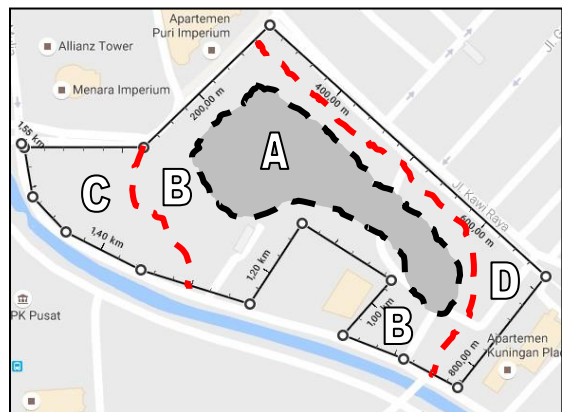 Apartemen
Puri Imperium
Allianz Tower
Menara Imperium
1,55 km
200,00 m
400,00 m
A
B
C
Jl. Kawi Raya
600,00 m
1,40 km
1,20 km
D
B
1,00 km
PK Pusat
Apartemen
Kuningan Plac
800,00 m